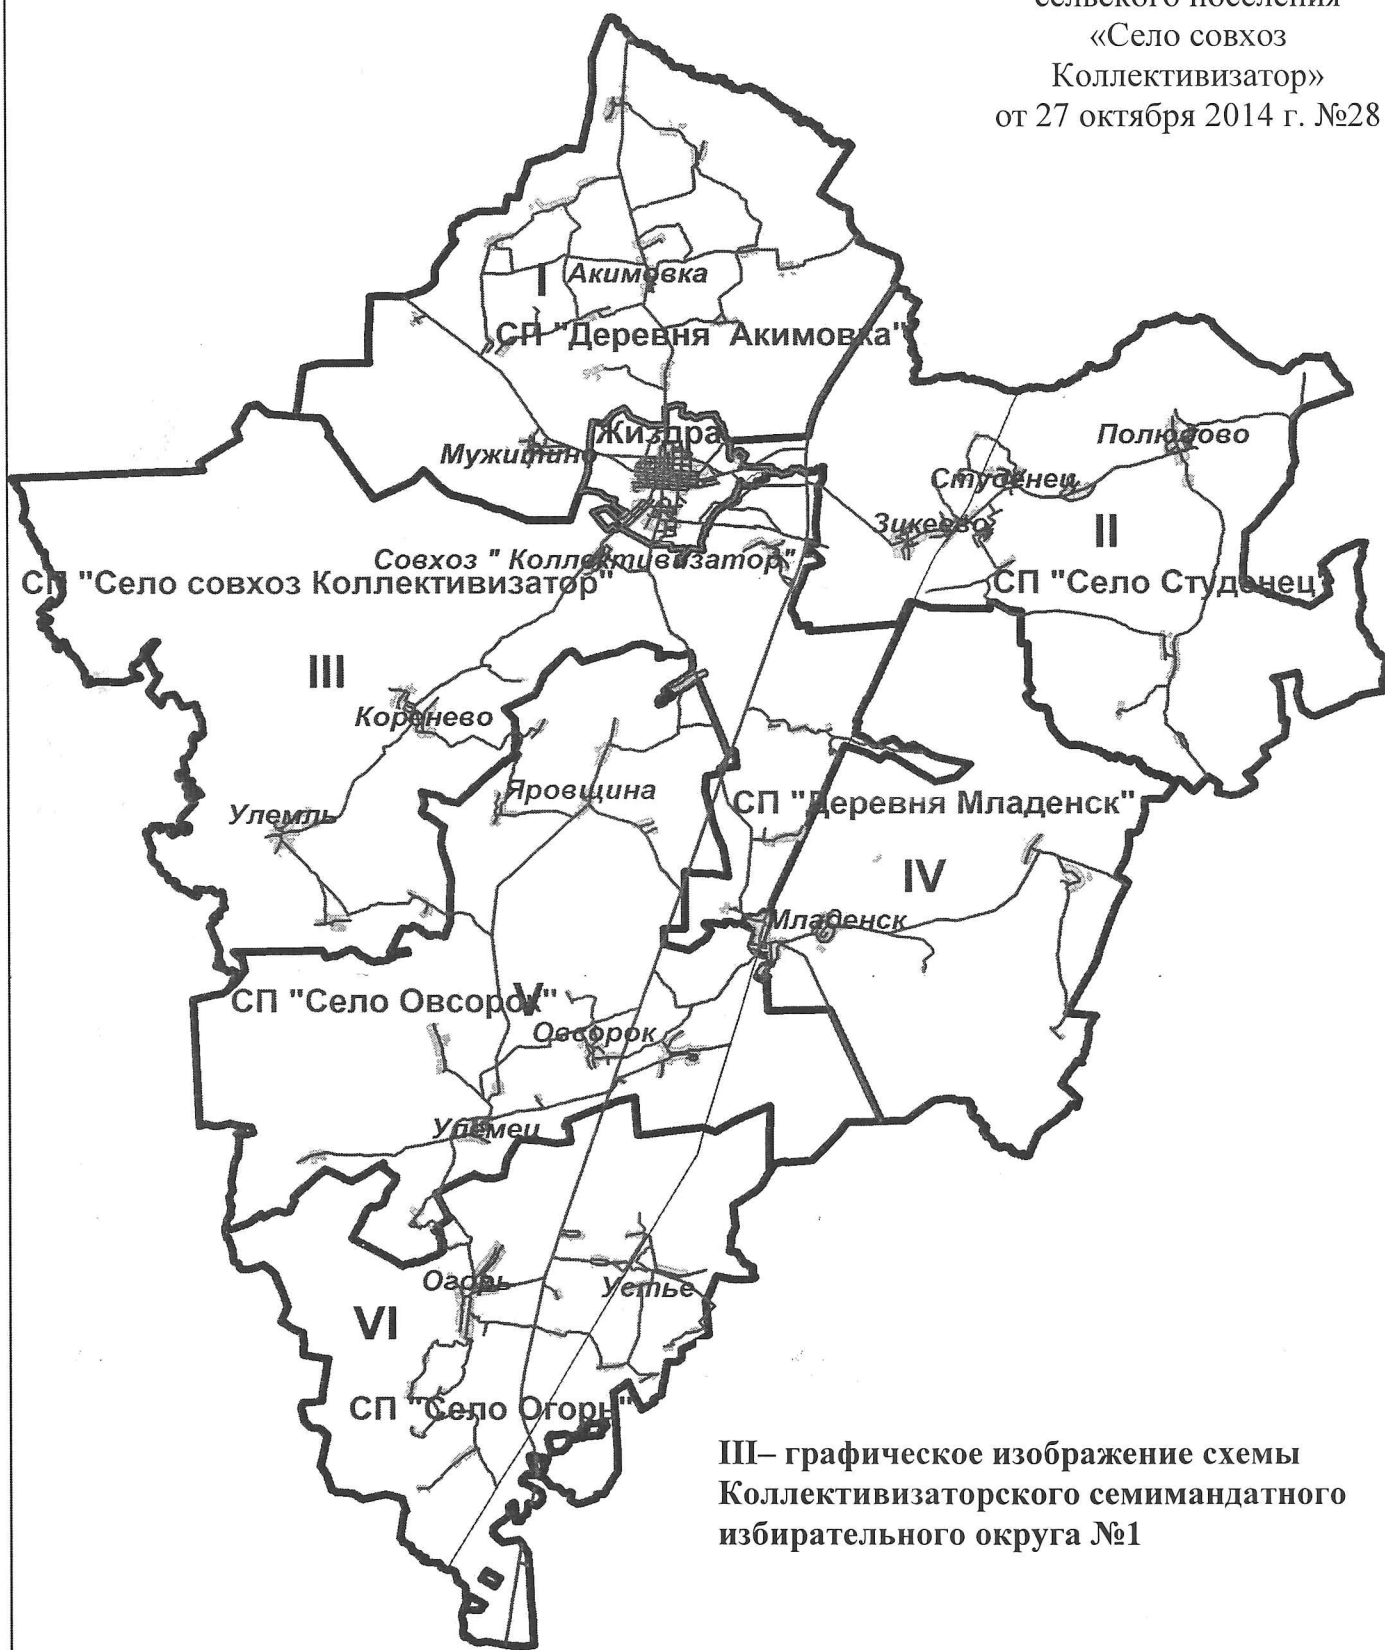 сельского поселения
«Село совхоз
Коллективизатор»
от 27 октября 2014 г. №28
I
Акимовка
СП "Деревня Акимовка"
Жиздра
Мужитино
Полюдово
Студенец
Зикеево
II
Совхоз " Коллективизатор"
СП "Село совхоз Коллективизатор"
СП "Село Студенец"
III
Коренево
Яровщина
Улемль
СП "Деревня Младенск"
IV
Младенск
СП "Село Овсорок"
V
Овсорок
Улемец
Огорь
Устье
VI
СП "Село Огорь"
III– графическое изображение схемы
Коллективизаторского семимандатного
избирательного округа №1